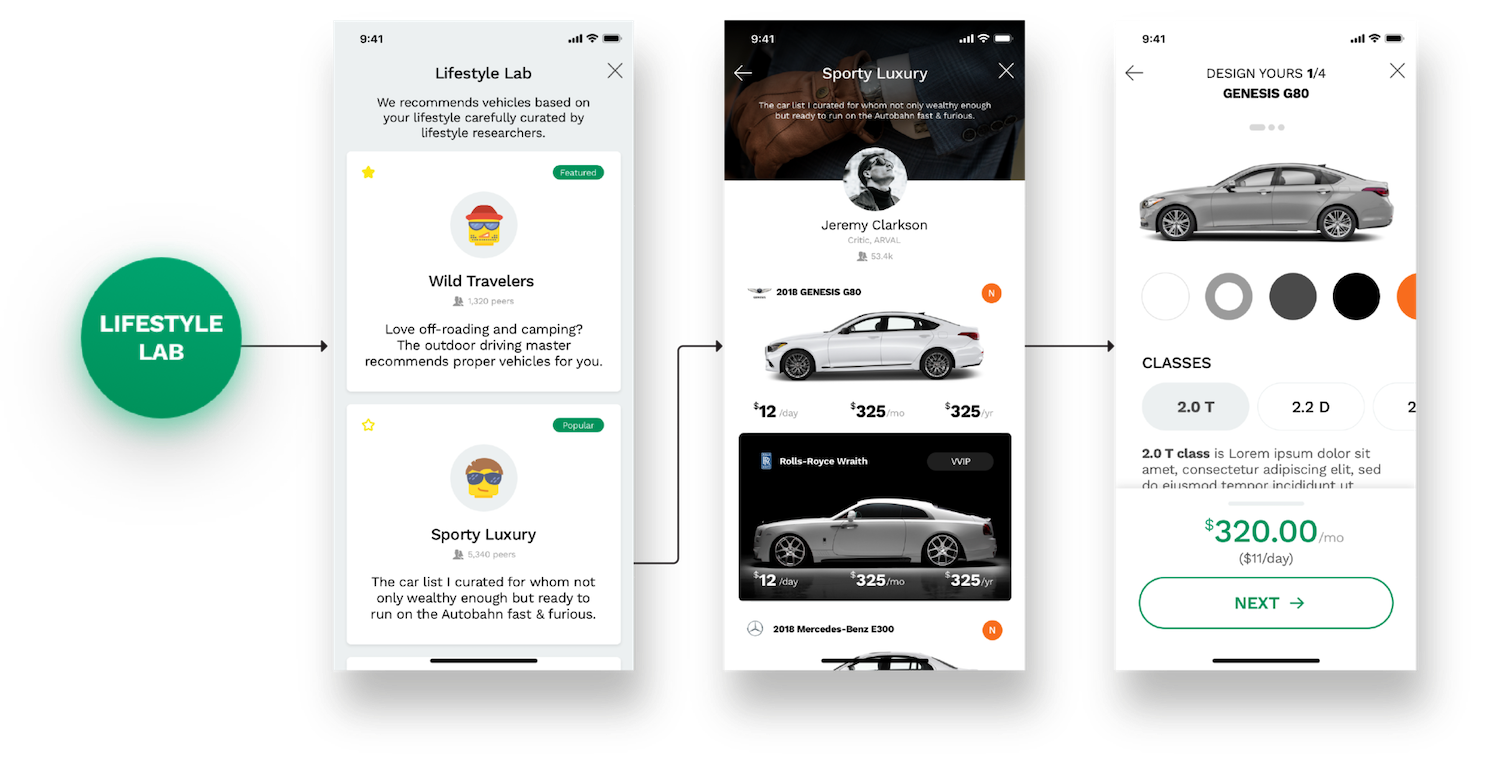 LIFESTYLE
LAB
9:41
Lifestyle Lab
We recommends vehicles based on
your lifestyle carefully curated by
lifestyle researchers.
Featured
Wild Travelers
1,320 peers
Love off-roading and camping?
The outdoor driving master
recommends proper vehicles for you.
Popular
Sporty Luxury
5,340 peers
The car list I curated for whom not
only wealthy enough but ready to
run on the Autobahn fast & furious.
9:41
Sporty Luxury
The car list I curated for whom not only wealthy enough
but ready to run on the Autobahn fast & furious.
Jeremy Clarkson
Critic, ARVAL
53.4k
2018 GENESIS G80
N
$12 /day
$325/mo
$325/yr
Rolls-Royce Wraith
VVIP
$12 /day
$325/mo
$325/yr
2018 Mercedes-Benz E300
N
9:41
DESIGN YOURS 1/4
GENESIS G80
CLASSES
2.0 T
2.2 D
2
2.0 T class is Lorem ipsum dolor sit
amet, consectetur adipiscing elit, sed
do eiusmod tempor incididunt ut
$320.00/mo
($11/day)
NEXT →